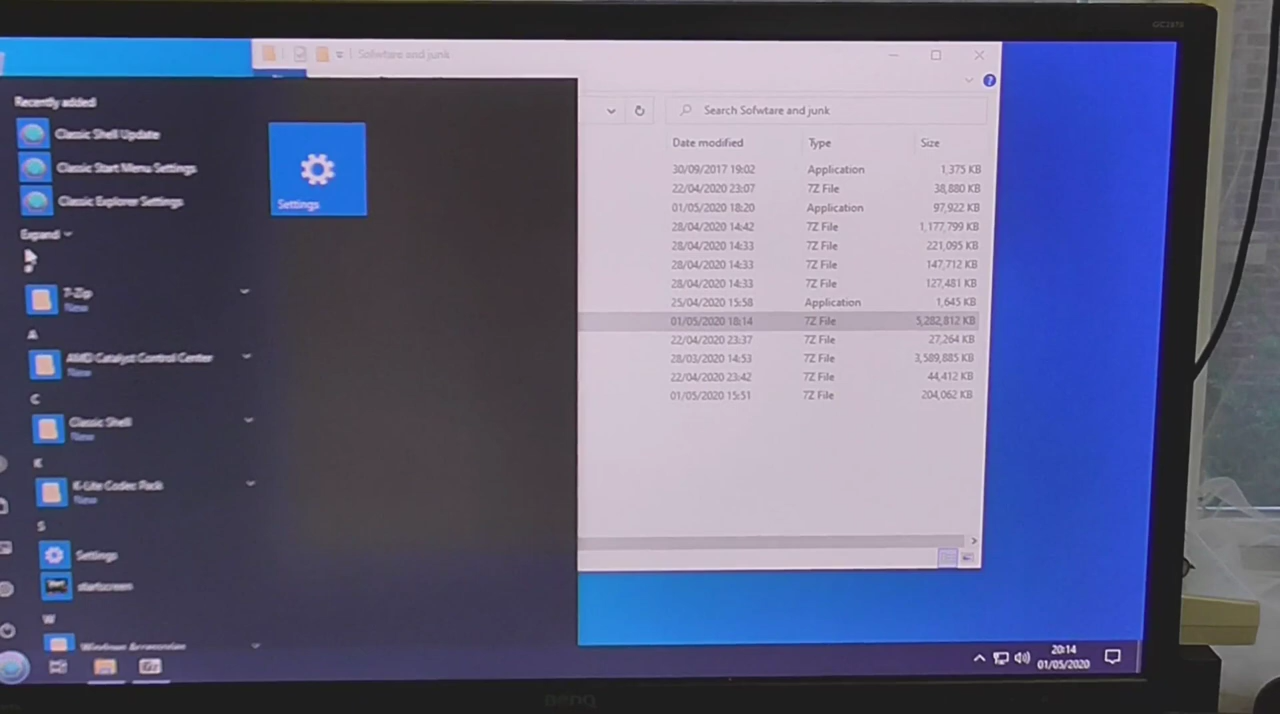 GC2870
Sofwtare and junk
Search Sofwtare and junk
Recently added
Classic Shell Update
Classic Start Menu Settings
Classic Explorer Settings
Expand
#
7-Zip
New
A
AMD Catalyst Control Center
New
C
Classic Shell
New
K
K-Lite Codec Pack
New
S
Settings
startscreen
W
Windows Accessories
Settings
Date modified Type Size
30/09/2017 19:02 Application 1,375 KB
22/04/2020 23:07 7Z File 38,880 KB
01/05/2020 18:20 Application 97,922 KB
28/04/2020 14:42 7Z File 1,177,799 KB
28/04/2020 14:33 7Z File 221,095 KB
28/04/2020 14:33 7Z File 147,712 KB
28/04/2020 14:33 7Z File 127,481 KB
25/04/2020 15:58 Application 1,645 KB
01/05/2020 18:14 7Z File 5,282,812 KB
22/04/2020 23:37 7Z File 27,264 KB
28/03/2020 14:53 7Z File 3,589,885 KB
22/04/2020 23:42 7Z File 44,412 KB
01/05/2020 15:51 7Z File 204,062 KB
20:14
01/05/2020
BenQ